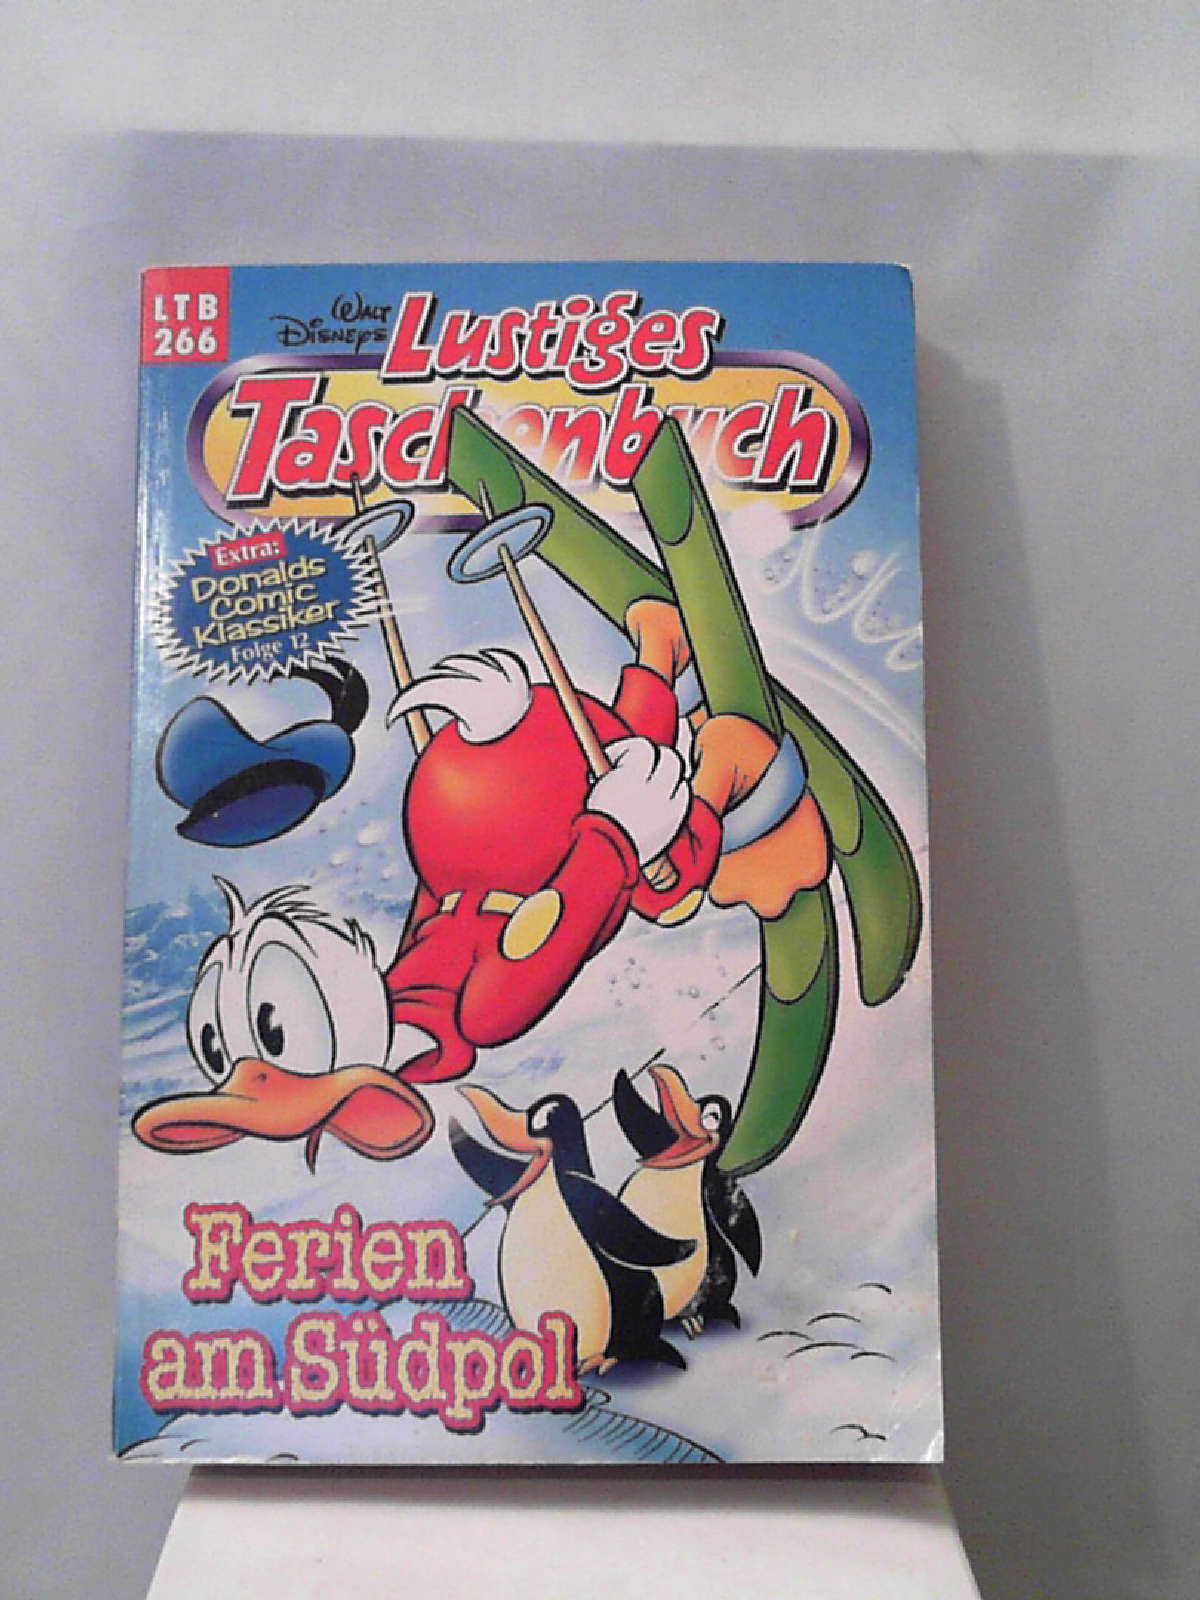 LTB
266
Walt
Disneys
Lustiges
Taschenbuch
Extra:
Donalds
Comic
Klassiker
Folge 12
Ferien
am Südpol